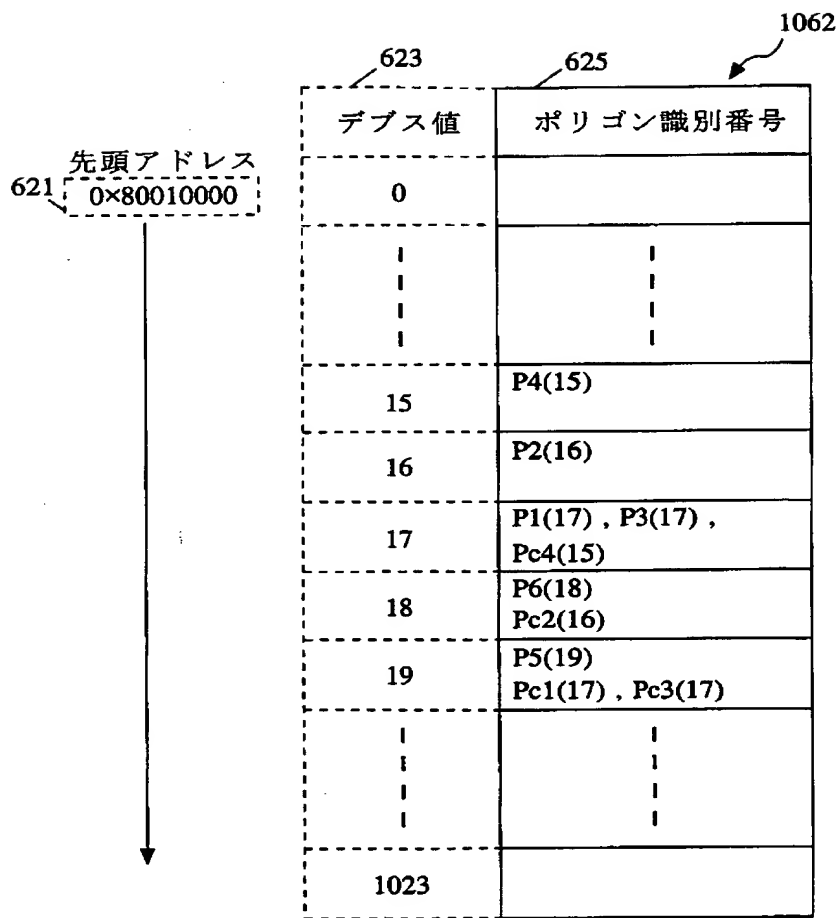 1062
623
625
デプス値
ポリゴン識別番号
先頭アドレス
621
0×80010000
0
15
P4(15)
16
P2(16)
17
P1(17) , P3(17) ,
Pc4(15)
18
P6(18)
Pc2(16)
19
P5(19)
Pc1(17) , Pc3(17)
1023